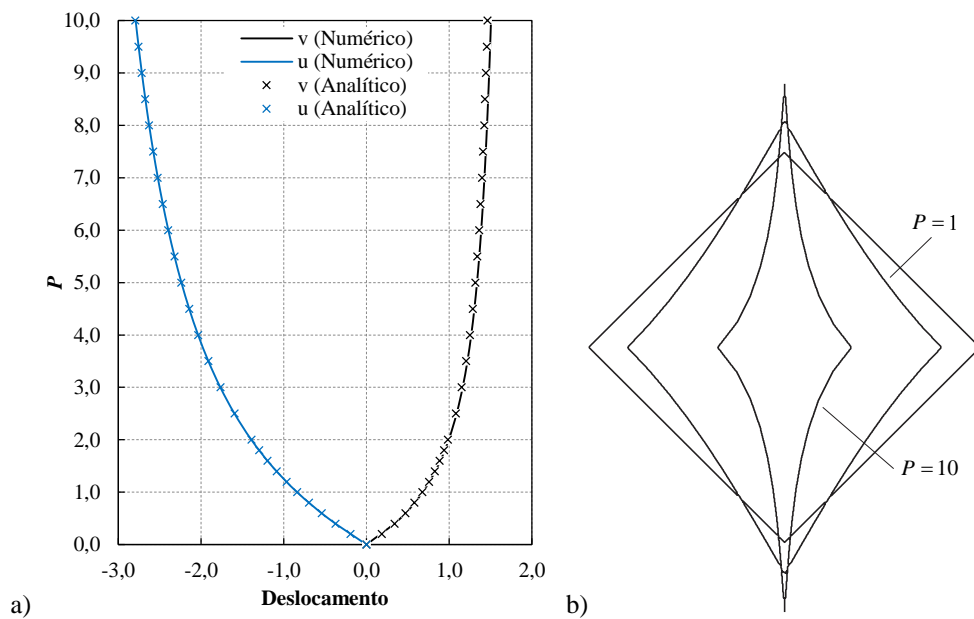 10,0
9,0
8,0
7,0
6,0
5,0
4,0
3,0
2,0
1,0
0,0
P
v (Numérico)
u (Numérico)
v (Analítico)
u (Analítico)
-3,0 -2,0 -1,0 0,0 1,0 2,0
Deslocamento
a)
P = 1
P = 10
b)